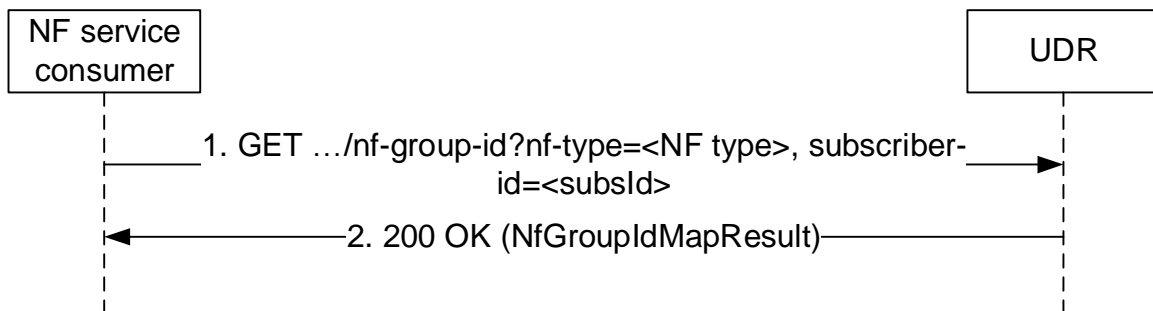 NF service
consumer
UDR
1. GET …/nf-group-id?nf-type=<NF type>, subscriber-
id=<subsId>
2. 200 OK (NfGroupIdMapResult)